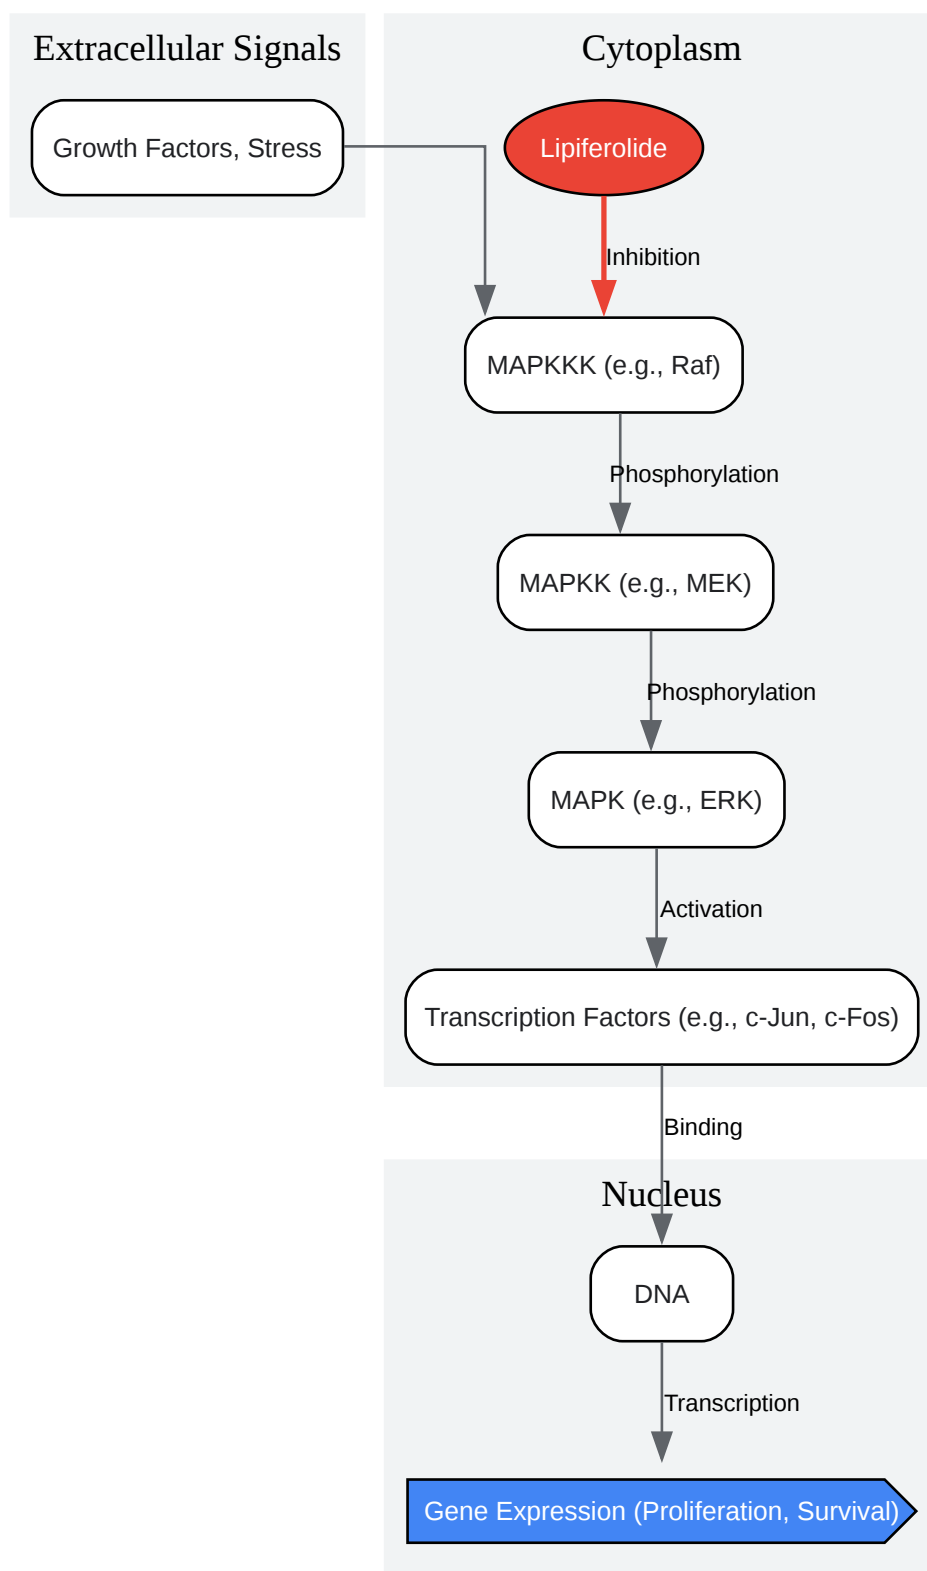 Extracellular Signals
Cytoplasm
Growth Factors, Stress
Lipiferolide
Inhibition
MAPKKK (e.g., Raf)
Phosphorylation
MAPKK (e.g., MEK)
Phosphorylation
MAPK (e.g., ERK)
Activation
Transcription Factors (e.g., c-Jun, c-Fos)
Binding
Nucleus
DNA
Transcription
Gene Expression (Proliferation, Survival)